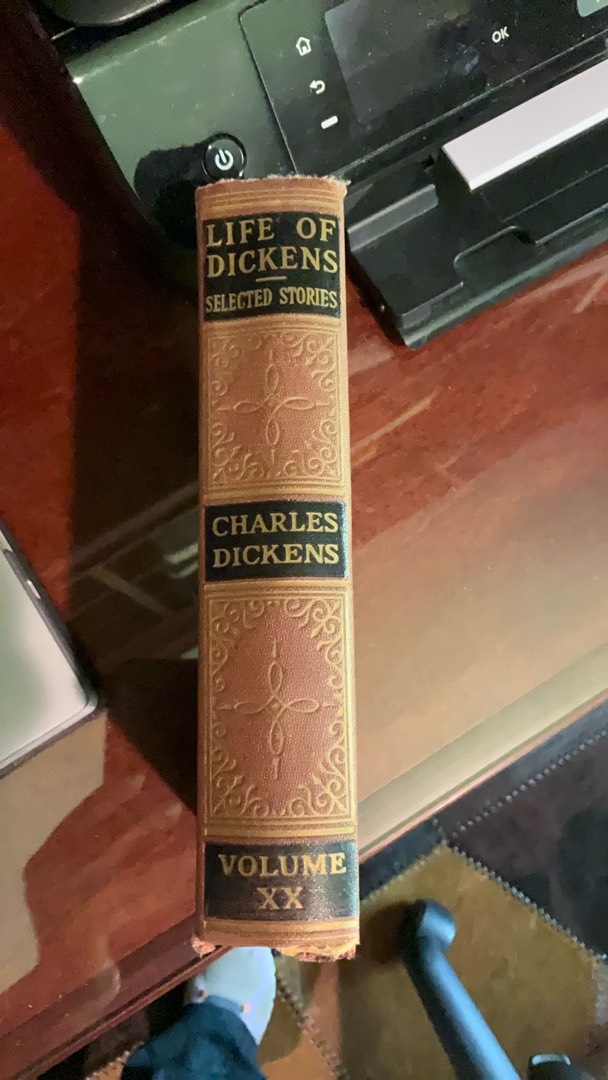 OK
LIFE OF
DICKENS
SELECTED STORIES
CHARLES
DICKENS
VOLUME
XX